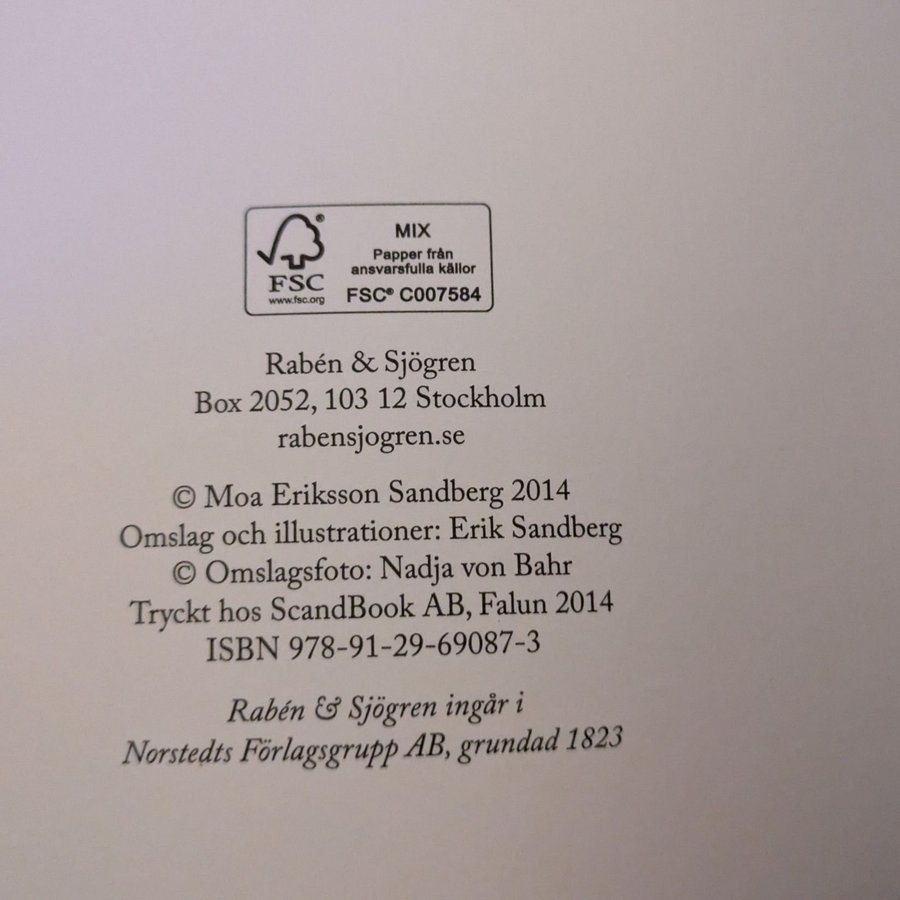 MIX
Papper från
ansvarsfulla källor
FSC® C007584
FSC
www.fsc.org
Rabén & Sjögren
Box 2052, 103 12 Stockholm
rabensjogren.se
© Moa Eriksson Sandberg 2014
Omslag och illustrationer: Erik Sandberg
© Omslagsfoto: Nadja von Bahr
Tryckt hos ScandBook AB, Falun 2014
ISBN 978-91-29-69087-3
Rabén & Sjögren ingår i
Norstedts Förlagsgrupp AB, grundad 1823